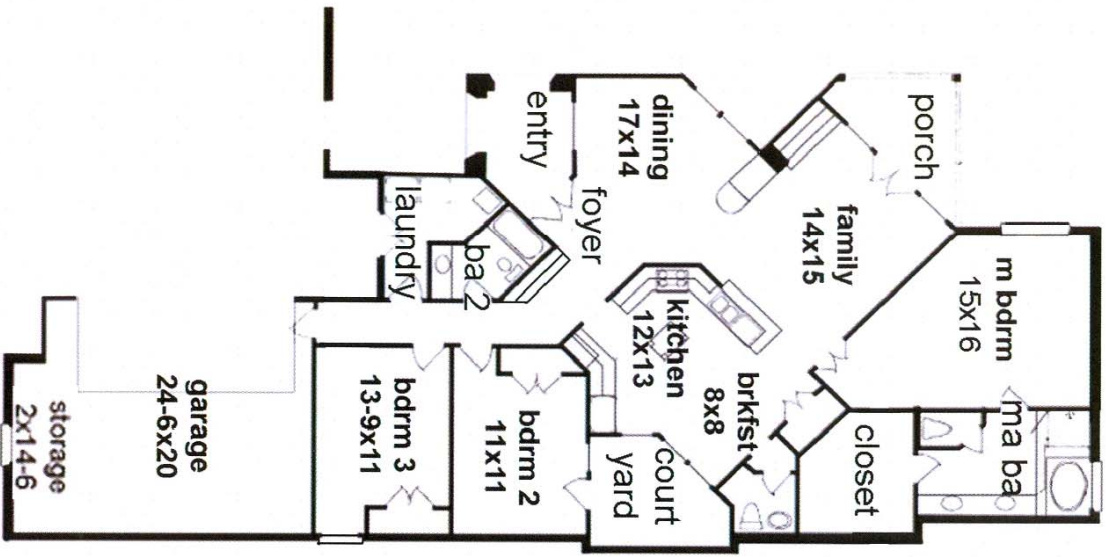 porch
family
14x15
m bdrm
15x16
dining
17x14
entry
foyer
kitchen
12x13
brkfst
8x8
ma ba
closet
court
yard
laundry
ba 2
bdrm 2
11x11
bdrm 3
13-9x11
garage
24-6x20
storage
2x14-6